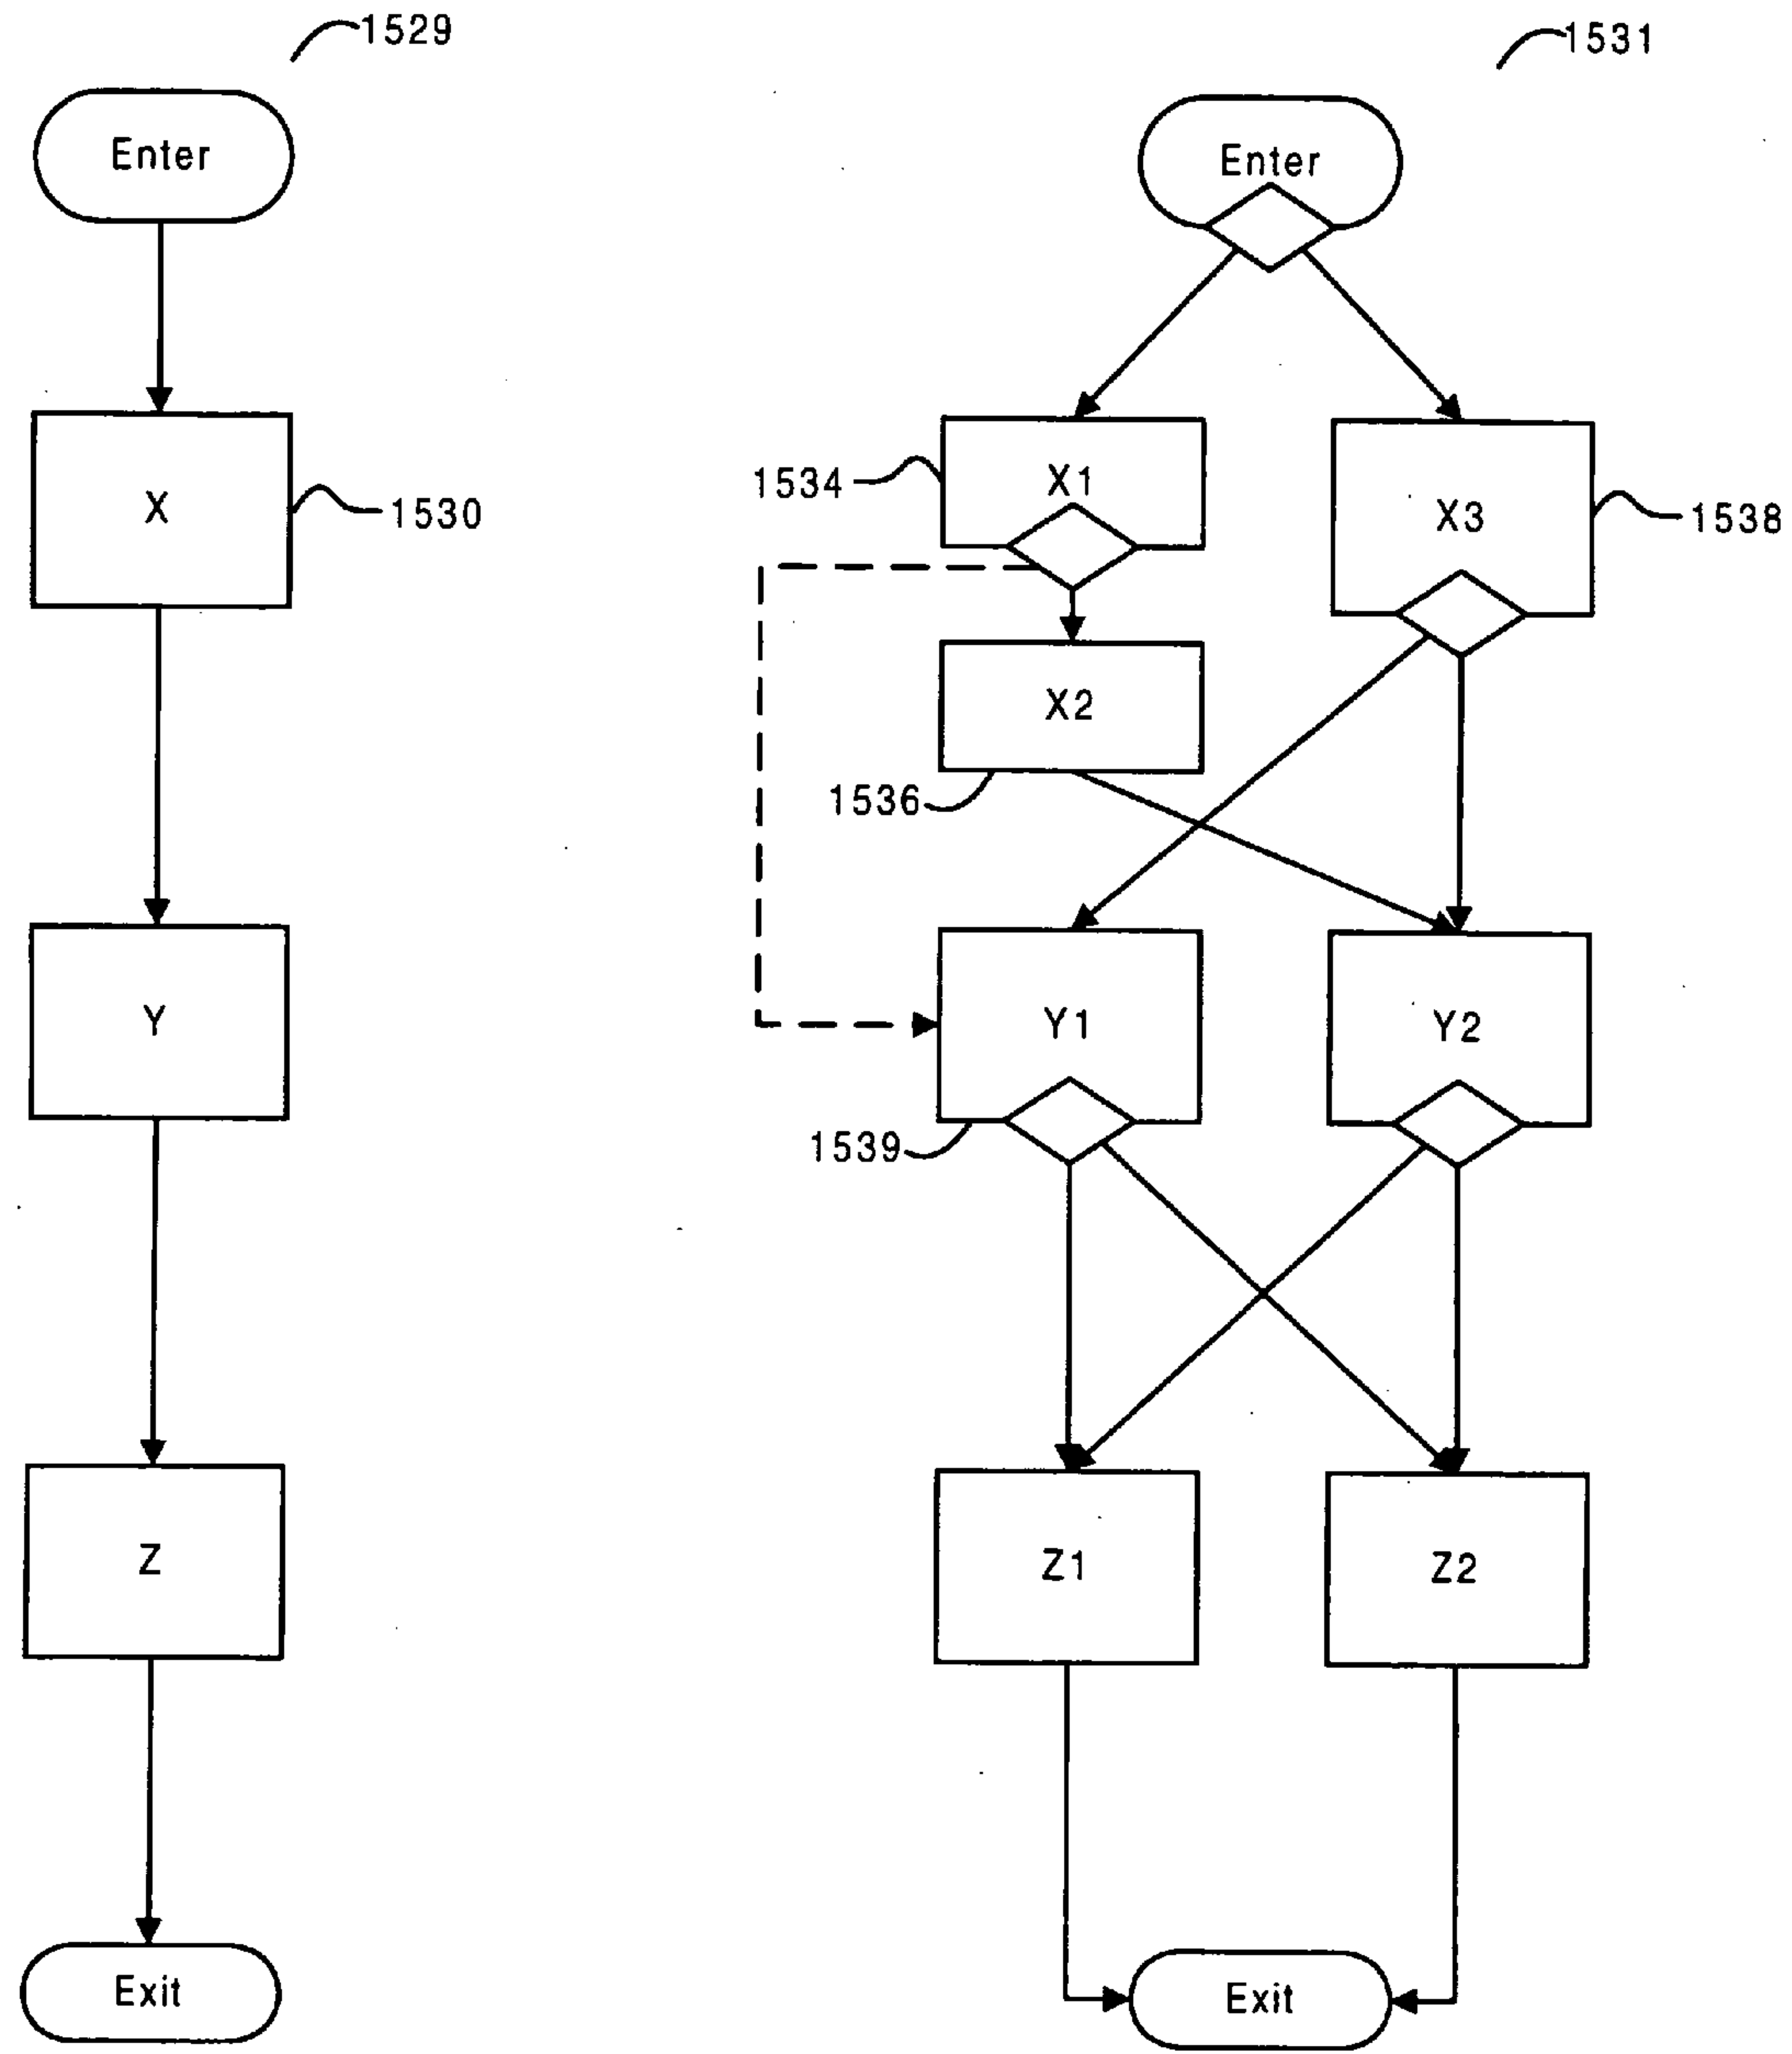 1529
Enter
X
1530
Y
Z
Exit
1531
Enter
1534
X1
X3
1538
X2
1536
Y1
Y2
1539
Z1
Z2
Exit